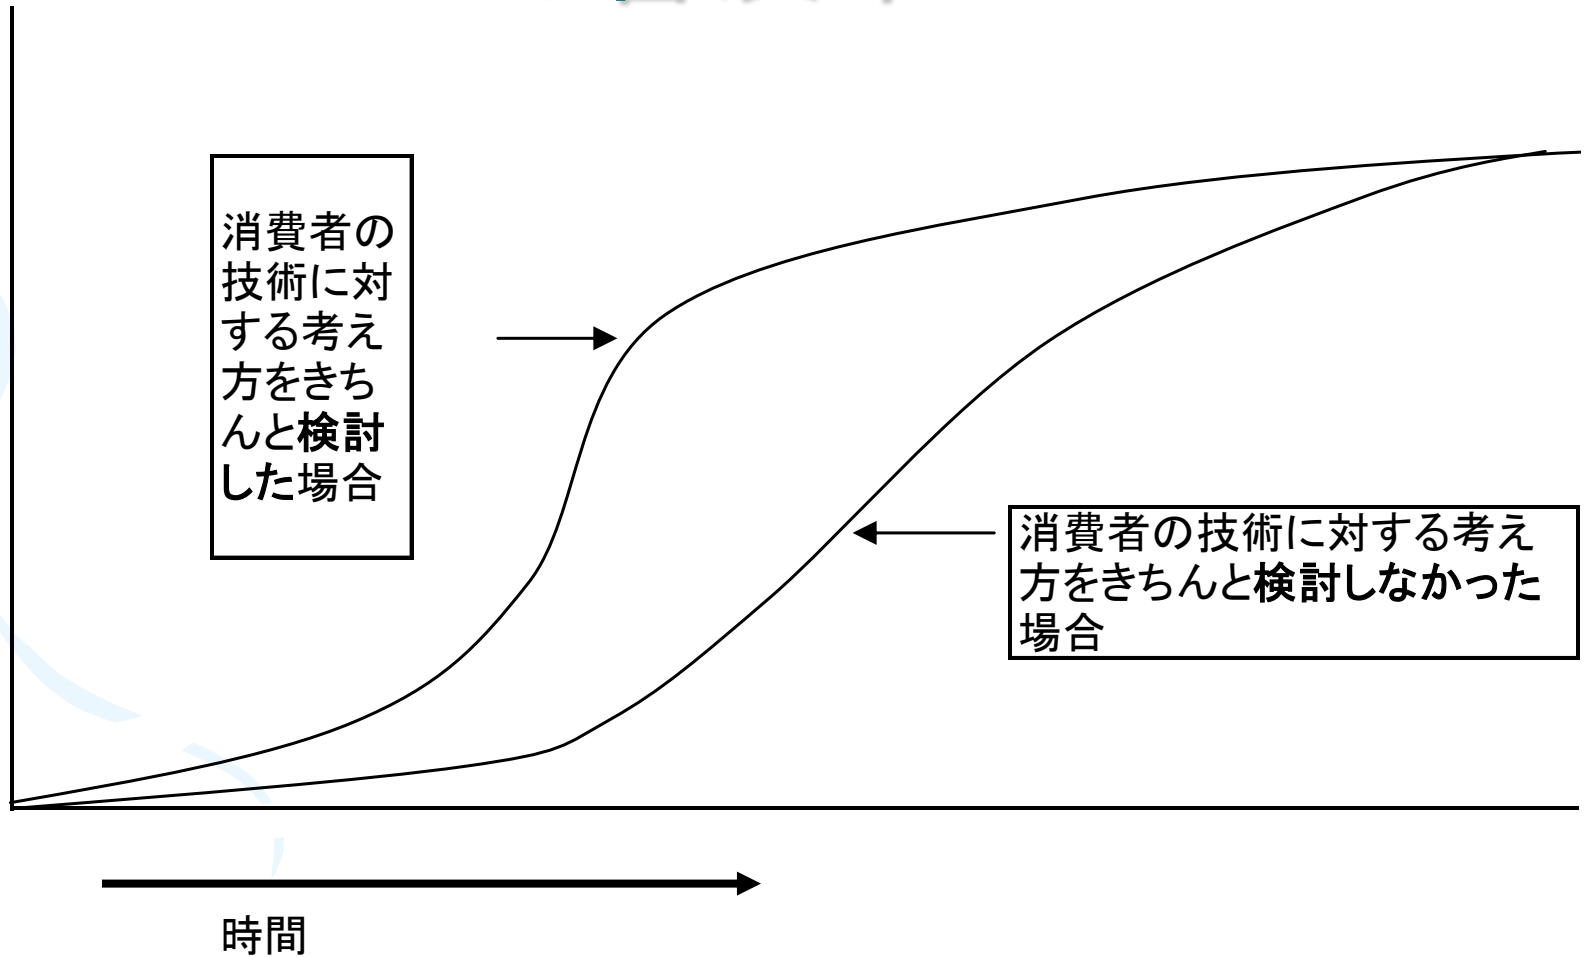 消費者の
技術に対
する考え
方をきち
んと検討
した場合
消費者の技術に対する考え
方をきちんと検討しなかった
場合
時間